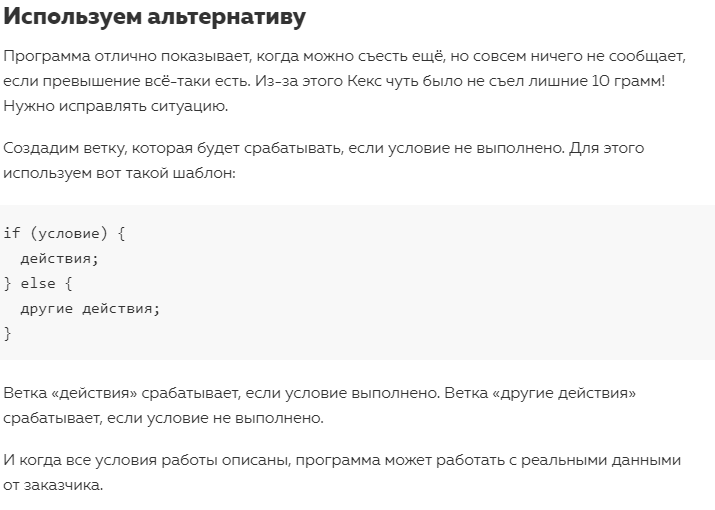 Используем альтернативу
Программа отлично показывает, когда можно съесть ещё, но совсем ничего не сообщает,
если превышение всё-таки есть. Из-за этого Кекс чуть было не съел лишние 10 грамм!
Нужно исправлять ситуацию.
Создадим ветку, которая будет срабатывать, если условие не выполнено. Для этого
используем вот такой шаблон:
if (условие) {
  действия;
} else {
  другие действия;
}
Ветка «действия» срабатывает, если условие выполнено. Ветка «другие действия»
срабатывает, если условие не выполнено.
И когда все условия работы описаны, программа может работать с реальными данными
от заказчика.